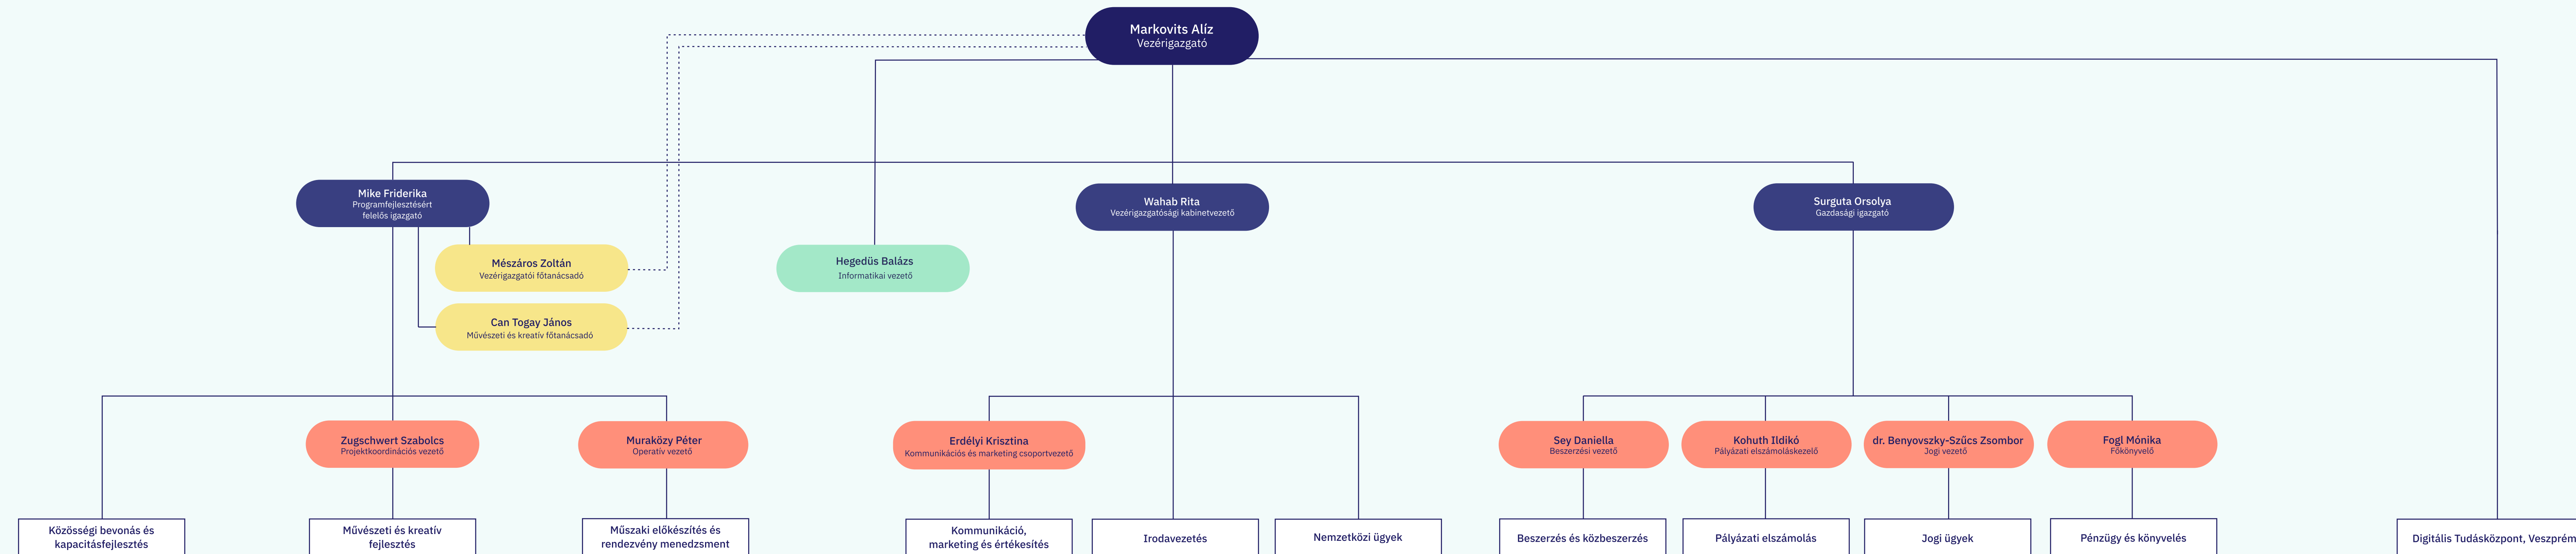 Markovits Alíz
Vezérigazgató
Mike Friderika
Programfejlesztésért
felelős igazgató
Wahab Rita
Vezérigazgatósági kabinetvezető
Surguta Orsolya
Gazdasági igazgató
Mészáros Zoltán
Vezérigazgatói főtanácsadó
Hegedüs Balázs
Informatikai vezető
Can Togay János
Művészeti és kreatív főtanácsadó
Zugschwert Szabolcs
Projektkoordinációs vezető
Muraközy Péter
Operatív vezető
Erdélyi Krisztina
Kommunikációs és marketing csoportvezető
Sey Daniella
Beszerzési vezető
Kohuth Ildikó
Pályázati elszámoláskezelő
dr. Benyovszky-Szűcs Zsombor
Jogi vezető
Fogl Mónika
Főkönyvelő
Közösségi bevonás és
kapacitásfejlesztés
Művészeti és kreatív
fejlesztés
Műszaki előkészítés és
rendezvény menedzsment
Kommunikáció,
marketing és értékesítés
Irodavezetés
Nemzetközi ügyek
Beszerzés és közbeszerzés
Pályázati elszámolás
Jogi ügyek
Pénzügy és könyvelés
Digitális Tudásközpont, Veszprém